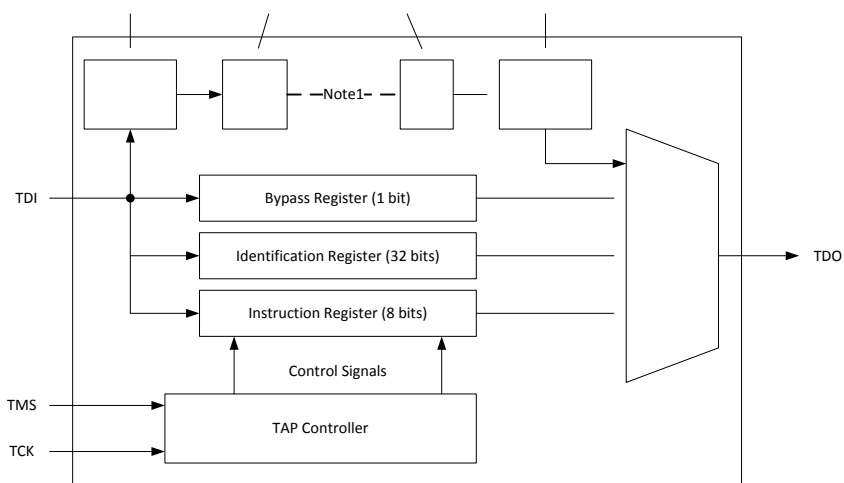 Note1
TDI
Bypass Register (1 bit)
Identification Register (32 bits)
TDO
Instruction Register (8 bits)
Control Signals
TMS
TAP Controller
TCK